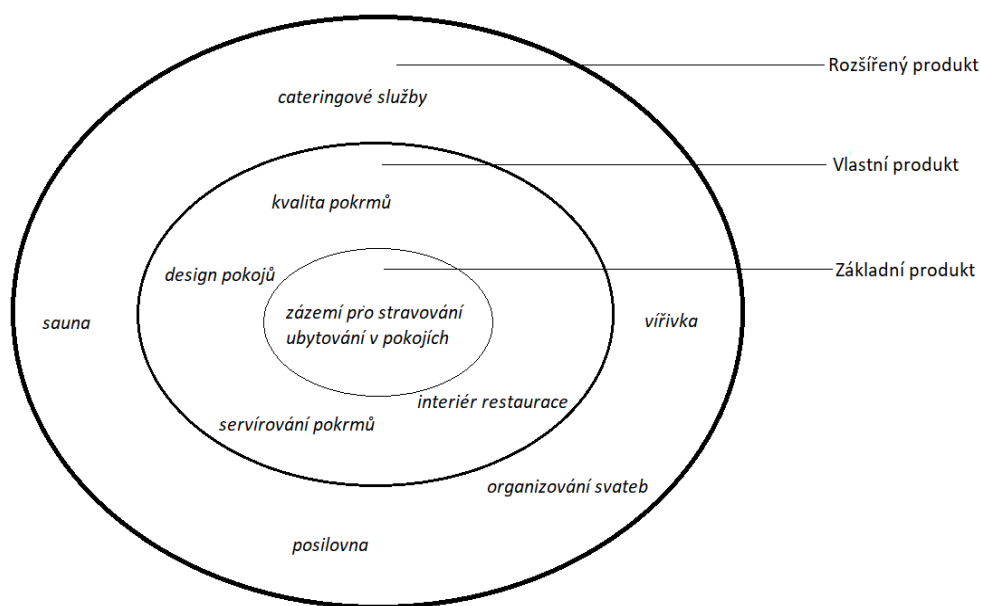 Rozšířený produkt
cateringové služby
Vlastní produkt
kvalita pokrmů
design pokojů
Základní produkt
zázemí pro stravování
ubytování v pokojích
sauna
vířivka
interiér restaurace
servírování pokrmů
organizování svateb
posilovna